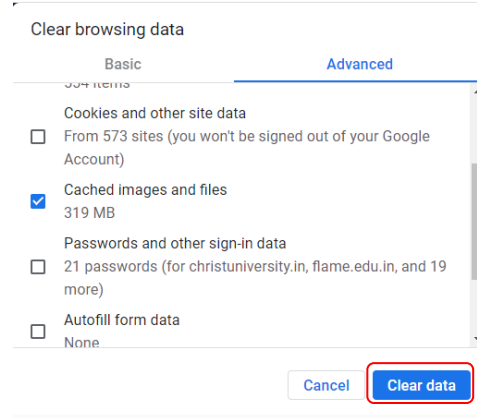 Clear browsing data
Basic
Advanced
334 items
Cookies and other site data
From 573 sites (you won't be signed out of your Google
Account)
Cached images and files
319 MB
Passwords and other sign-in data
21 passwords (for christuniversity.in, flame.edu.in, and 19
more)
Autofill form data
None
Cancel
Clear data